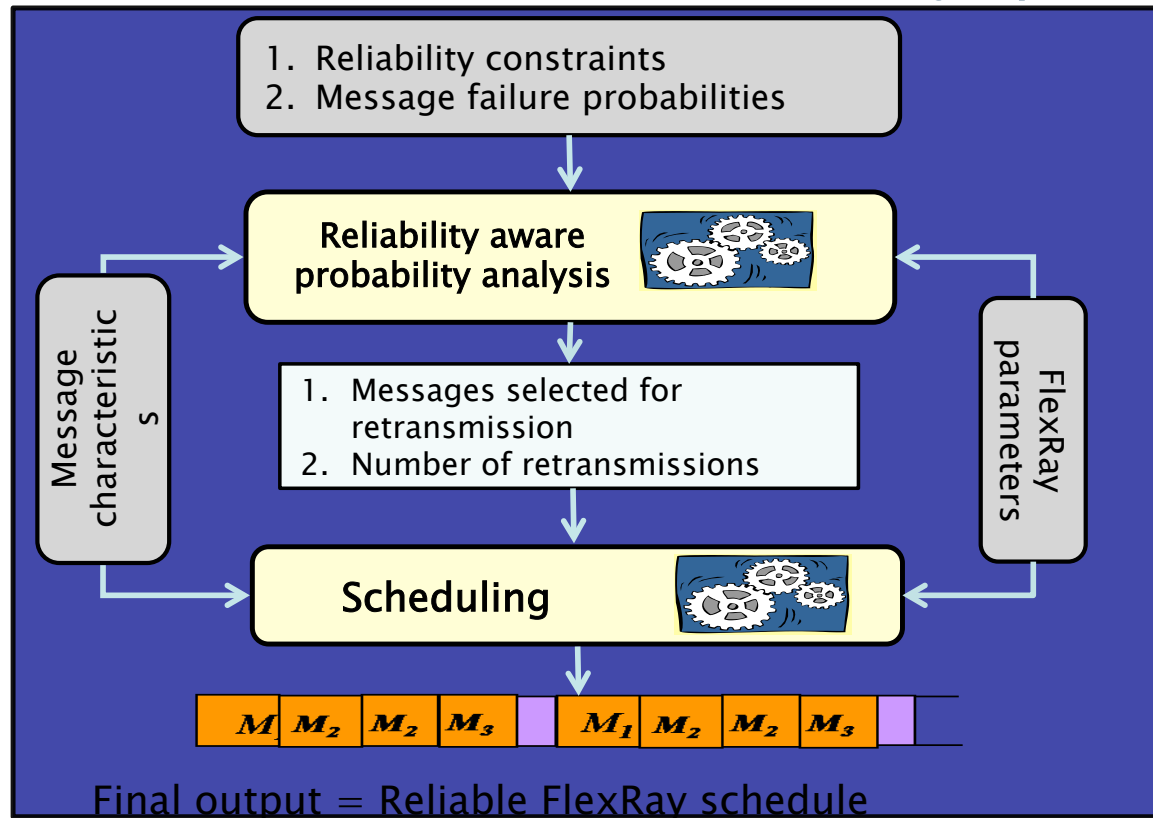 1. Reliability constraints
2. Message failure probabilities
Reliability aware
probability analysis
Message
characteristic
s
FlexRay
parameters
1. Messages selected for
retransmission
2. Number of retransmissions
Scheduling
M M₂ M₂ M₃ M₁ M₂ M₂ M₃
Final output = Reliable FlexRay schedule